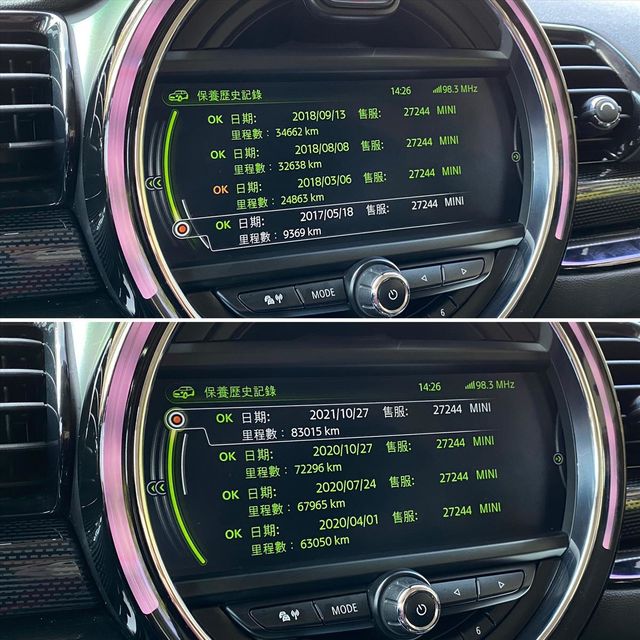 保養歷史記錄 14:26 98.3 MHz
OK 日期: 2018/09/13 售服: 27244 MINI
里程數: 34662 km
OK 日期: 2018/08/08 售服: 27244 MINI
里程數: 32638 km
OK 日期: 2018/03/06 售服: 27244 MINI
里程數: 24863 km
OK 日期: 2017/05/18 售服: 27244 MINI
里程數: 9369 km
MODE
6
保養歷史記錄 14:26 98.3 MHz
OK 日期: 2021/10/27 售服: 27244 MINI
里程數: 83015 km
OK 日期: 2020/10/27 售服: 27244 MINI
里程數: 72296 km
OK 日期: 2020/07/24 售服: 27244 MINI
里程數: 67965 km
OK 日期: 2020/04/01 售服: 27244 MINI
里程數: 63050 km
MODE
6